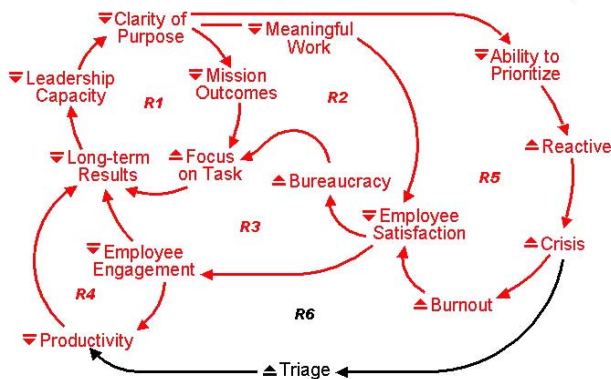 Clarity of
Purpose
Meaningful
Work
Ability to
Prioritize
Leadership
Capacity
Mission
Outcomes
R1
R2
Long-term
Results
Focus
on Task
Bureaucracy
Reactive
R5
R3
Employee
Satisfaction
Employee
Engagement
Crisis
R4
Burnout
R6
Productivity
Triage